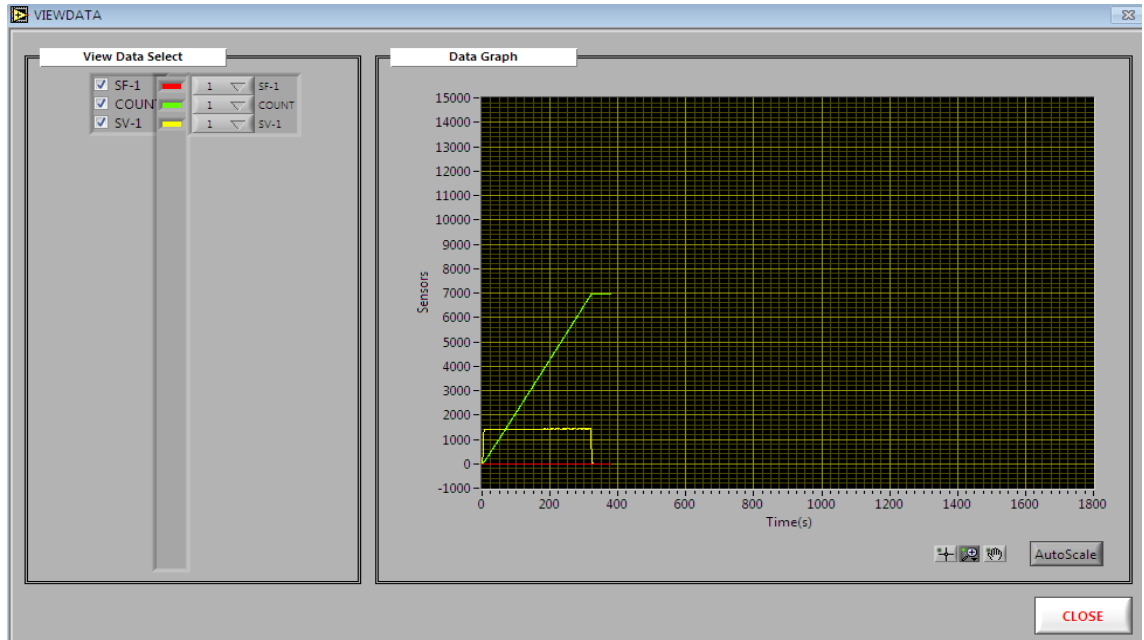 VIEWDATA
View Data Select
SF-1 1 SF-1
COUNT 1 COUNT
SV-1 1 SV-1
Data Graph
15000
14000
13000
12000
11000
10000
9000
8000
7000
6000
5000
4000
3000
2000
1000
0
-1000
Sensors
0 200 400 600 800 1000 1200 1400 1600 1800
Time(s)
AutoScale
CLOSE